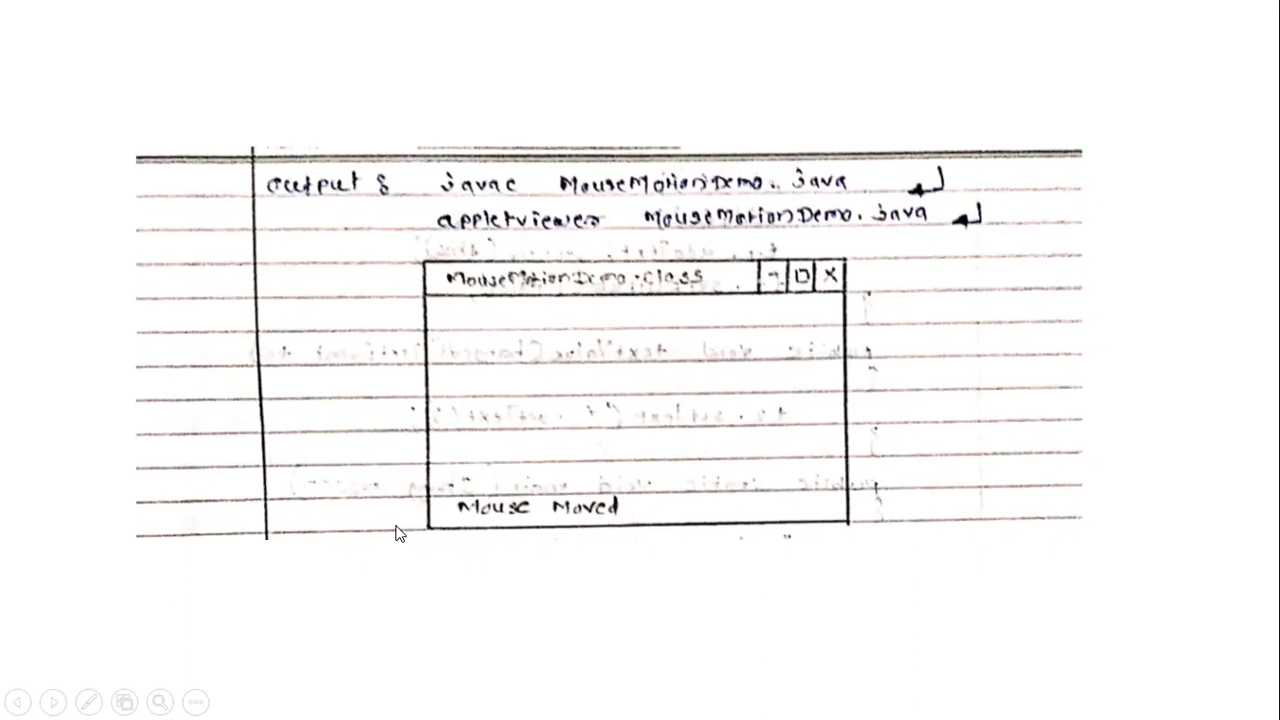 output : javac MouseMotionDemo.java ↵
appletviewer MouseMotionDemo.java ↵
MouseMotionDemo.class - □ X
Mouse Moved